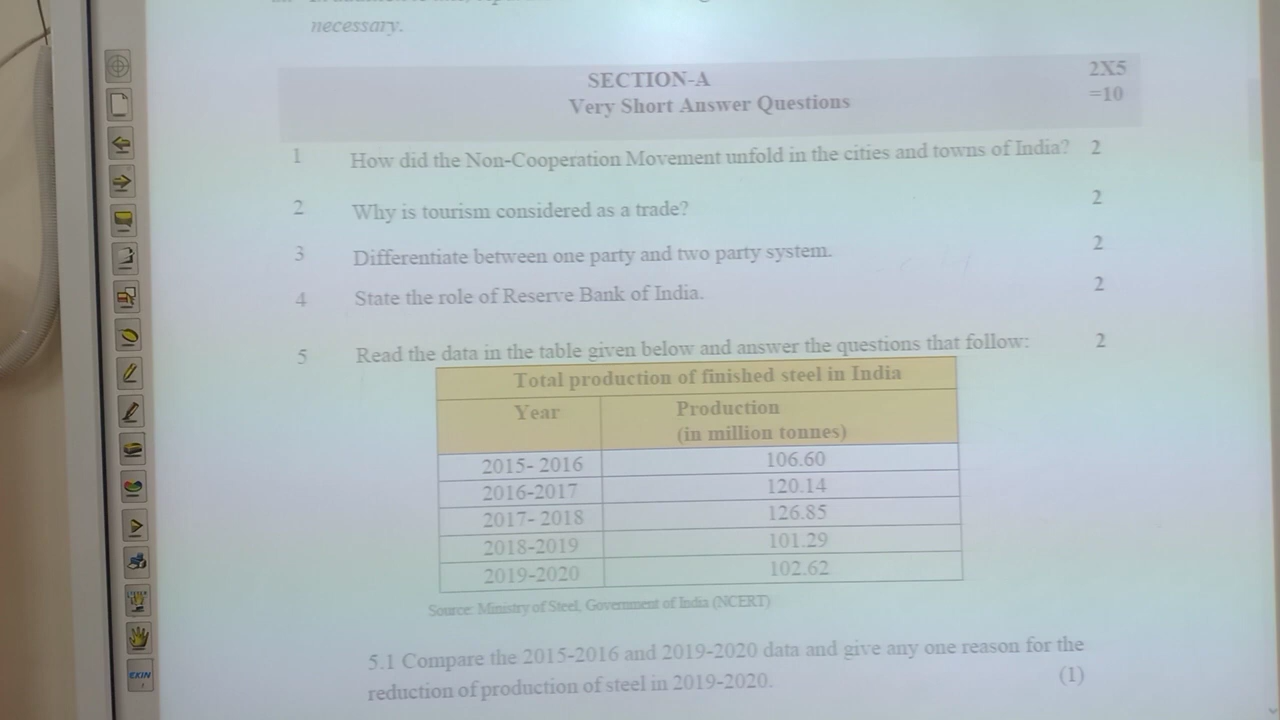 necessary.
SECTION-A
Very Short Answer Questions
2X5
=10
1 How did the Non-Cooperation Movement unfold in the cities and towns of India? 2
2 Why is tourism considered as a trade? 2
3 Differentiate between one party and two party system. 2
4 State the role of Reserve Bank of India. 2
5 Read the data in the table given below and answer the questions that follow: 2
Total production of finished steel in India
Year Production
(in million tonnes)
2015- 2016 106.60
2016-2017 120.14
2017- 2018 126.85
2018-2019 101.29
2019-2020 102.62
Source: Ministry of Steel, Government of India (NCERT)
5.1 Compare the 2015-2016 and 2019-2020 data and give any one reason for the
reduction of production of steel in 2019-2020. (1)
EXIN